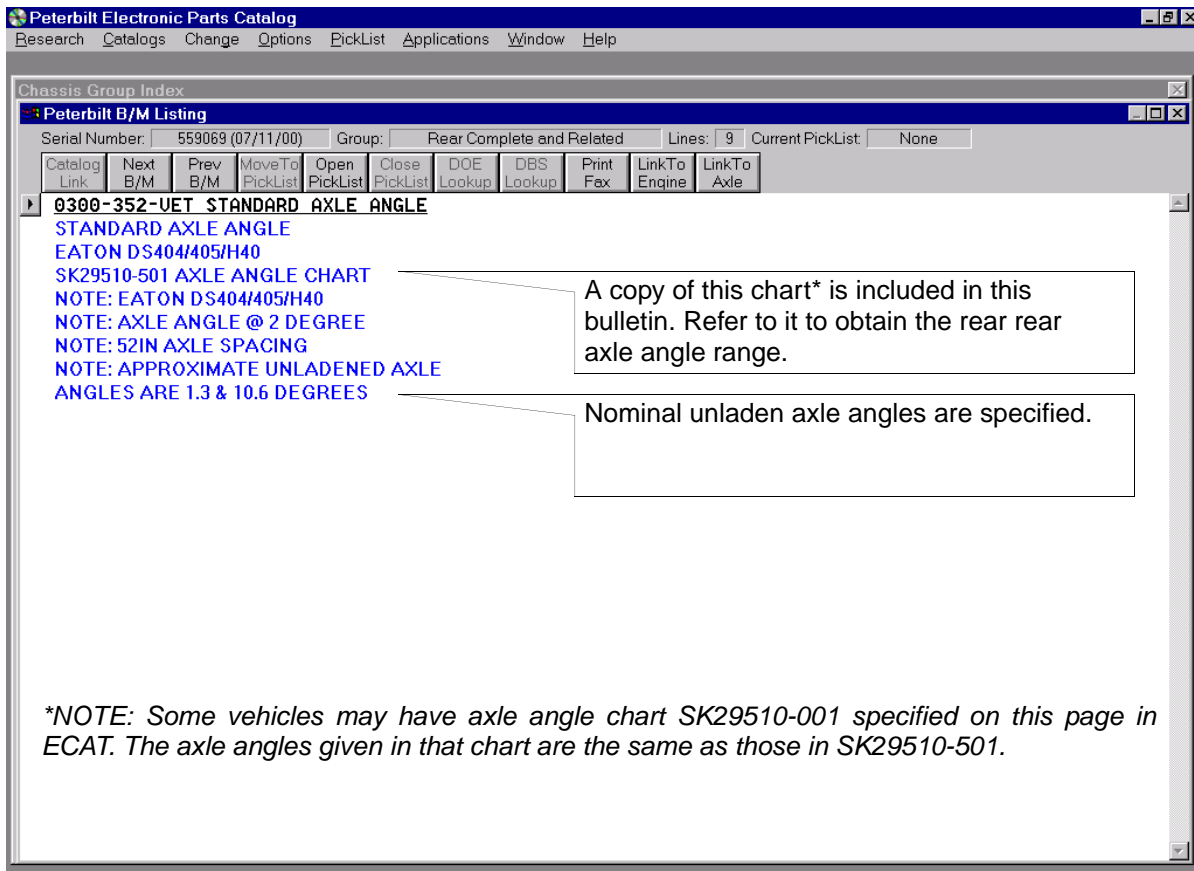 Peterbilt Electronic Parts Catalog
Research Catalogs Change Options PickList Applications Window Help
Chassis Group Index
Peterbilt B/M Listing
Serial Number: 559069 (07/11/00) Group: Rear Complete and Related Lines: 9 Current PickList: None
Catalog Link Next B/M Prev B/M MoveTo PickList Open PickList Close PickList DOE Lookup DBS Lookup Print Fax LinkTo Engine LinkTo Axle
0300-352-VET STANDARD AXLE ANGLE
STANDARD AXLE ANGLE
EATON DS404/405/H40
SK29510-501 AXLE ANGLE CHART
NOTE: EATON DS404/405/H40
NOTE: AXLE ANGLE @ 2 DEGREE
NOTE: 52IN AXLE SPACING
NOTE: APPROXIMATE UNLADENED AXLE
ANGLES ARE 1.3 & 10.6 DEGREES
A copy of this chart* is included in this
bulletin. Refer to it to obtain the rear rear
axle angle range.
Nominal unladen axle angles are specified.
*NOTE: Some vehicles may have axle angle chart SK29510-001 specified on this page in
ECAT. The axle angles given in that chart are the same as those in SK29510-501.